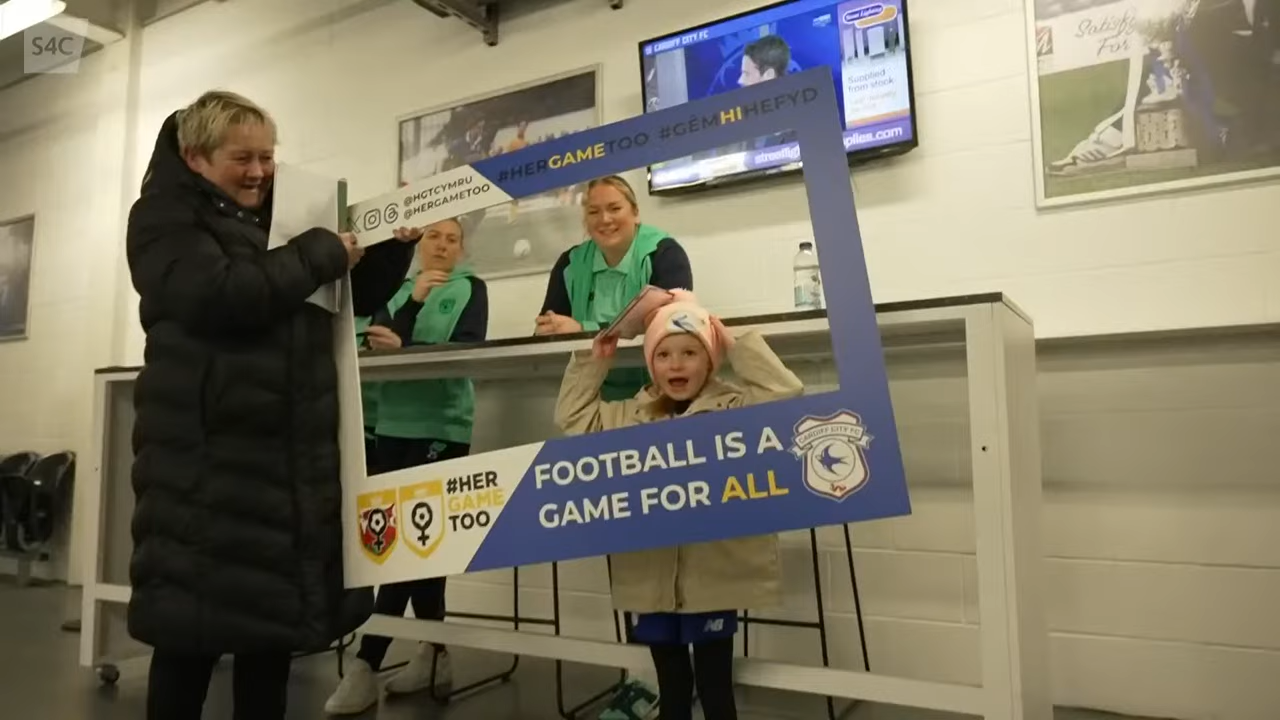 S4C
CARDIFF CITY FC
Supplied
from stock
Satisfy
For
#HERGAMETOO #GÊMHIHEFYD
@HGTCYMRU
@HERGAMETOO
#HER
GAME
TOO
FOOTBALL IS A
GAME FOR ALL
CARDIFF CITY FC
NB